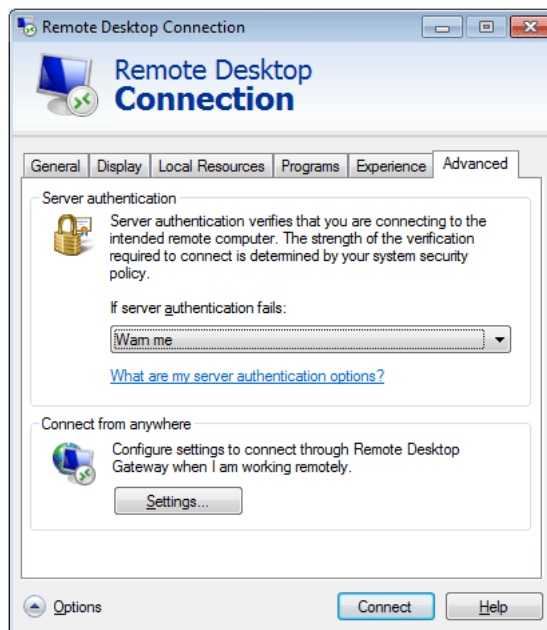 Remote Desktop Connection
Remote Desktop
Connection
General Display Local Resources Programs Experience Advanced
Server authentication
Server authentication verifies that you are connecting to the
intended remote computer. The strength of the verification
required to connect is determined by your system security
policy.
If server authentication fails:
Warn me
What are my server authentication options?
Connect from anywhere
Configure settings to connect through Remote Desktop
Gateway when I am working remotely.
Settings...
Options Connect Help